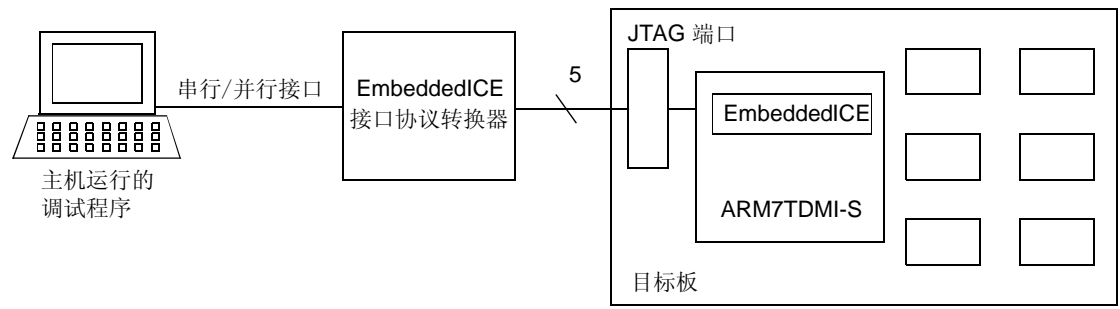 JTAG 端口
串行/并行接口
EmbeddedICE
接口协议转换器
5
EmbeddedICE
ARM7TDMI-S
主机运行的
调试程序
目标板